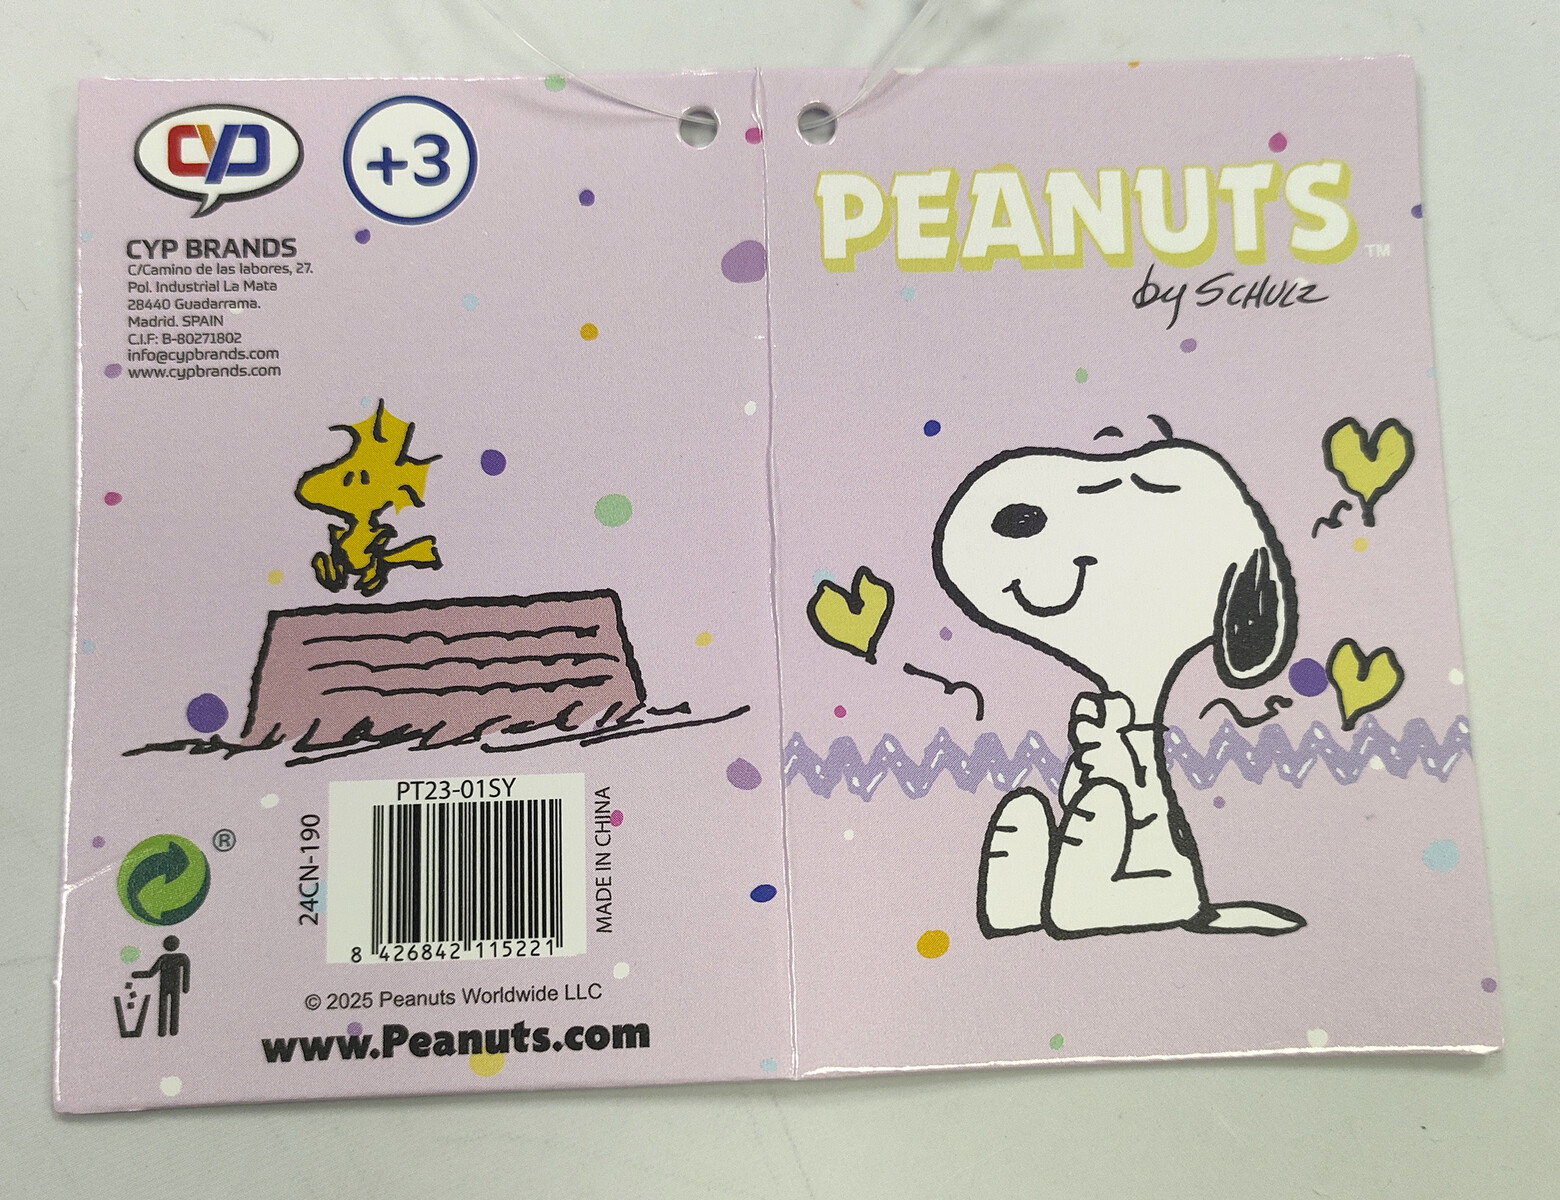 CYP
+3
CYP BRANDS
C/Camino de las labores, 27.
Pol. Industrial La Mata
28440 Guadarrama.
Madrid. SPAIN
C.I.F: B-80271802
info@cypbrands.com
www.cypbrands.com
®
24CN-190
PT23-01SY
8 426842 115221
MADE IN CHINA
© 2025 Peanuts Worldwide LLC
www.Peanuts.com
PEANUTS™
by SCHULZ